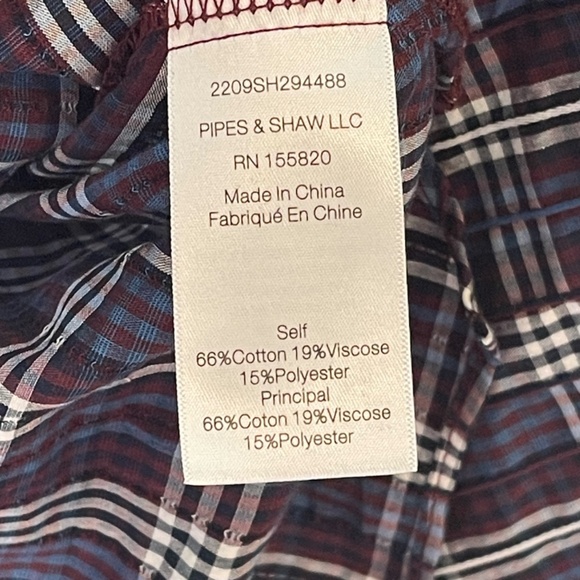 2209SH294488
PIPES & SHAW LLC
RN 155820
Made In China
Fabriqué En Chine
Self
66%Cotton 19%Viscose
15%Polyester
Principal
66%Coton 19%Viscose
15%Polyester